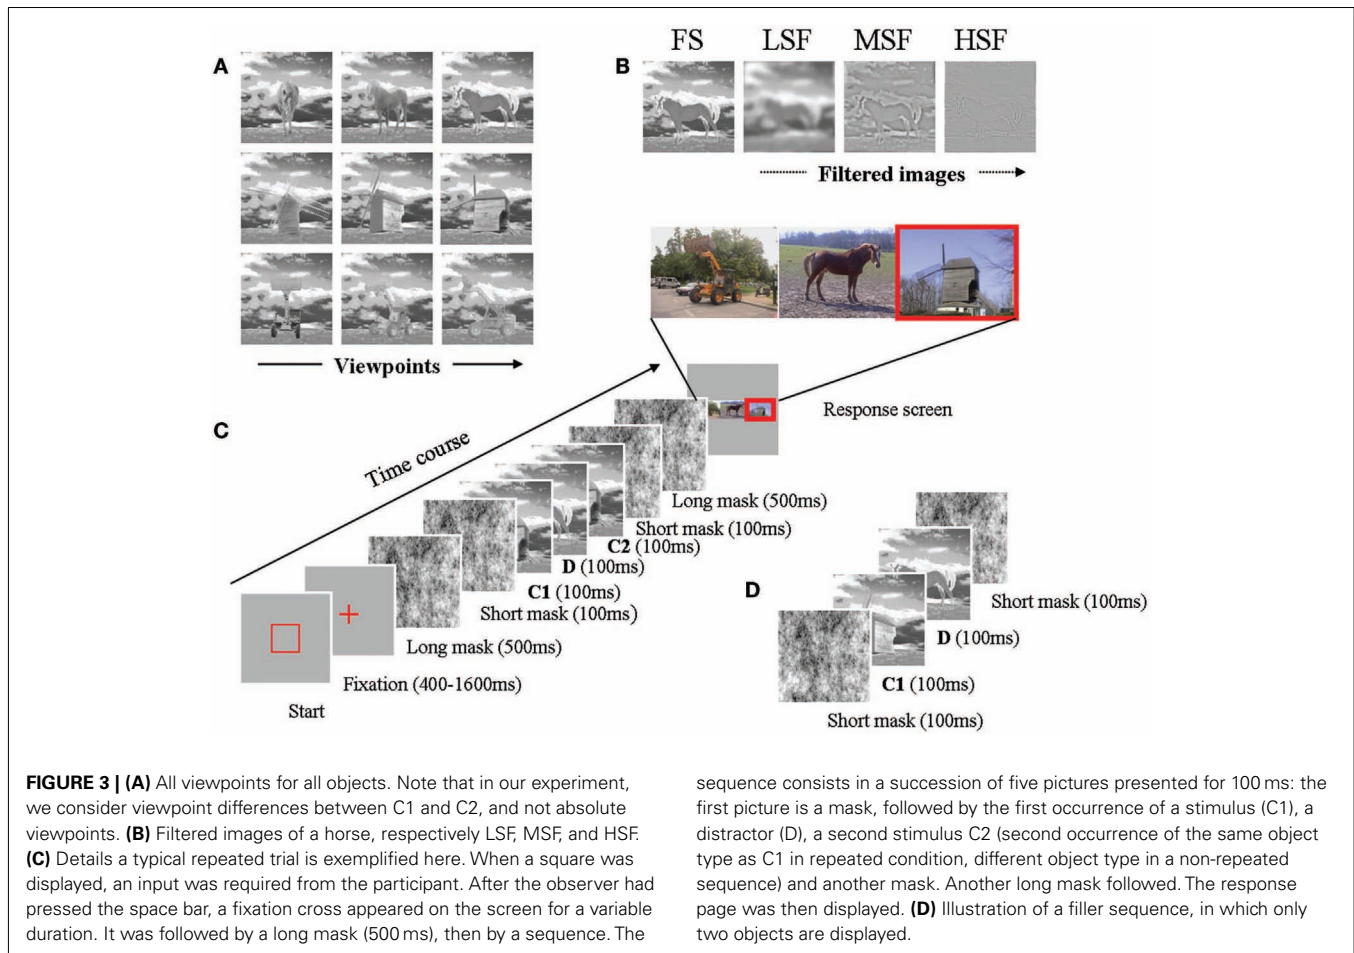 A
B
FS LSF MSF HSF
Filtered images
Viewpoints
C
Time course
Response screen
Long mask (500ms)
Short mask (100ms)
C2 (100ms)
D (100ms)
C1 (100ms)
Short mask (100ms)
Long mask (500ms)
Fixation (400-1600ms)
Start
D
Short mask (100ms)
D (100ms)
C1 (100ms)
Short mask (100ms)
FIGURE 3 | (A) All viewpoints for all objects. Note that in our experiment,
we consider viewpoint differences between C1 and C2, and not absolute
viewpoints. (B) Filtered images of a horse, respectively LSF, MSF, and HSF.
(C) Details a typical repeated trial is exemplified here. When a square was
displayed, an input was required from the participant. After the observer had
pressed the space bar, a fixation cross appeared on the screen for a variable
duration. It was followed by a long mask (500 ms), then by a sequence. The
sequence consists in a succession of five pictures presented for 100 ms: the
first picture is a mask, followed by the first occurrence of a stimulus (C1), a
distractor (D), a second stimulus C2 (second occurrence of the same object
type as C1 in repeated condition, different object type in a non-repeated
sequence) and another mask. Another long mask followed. The response
page was then displayed. (D) Illustration of a filler sequence, in which only
two objects are displayed.